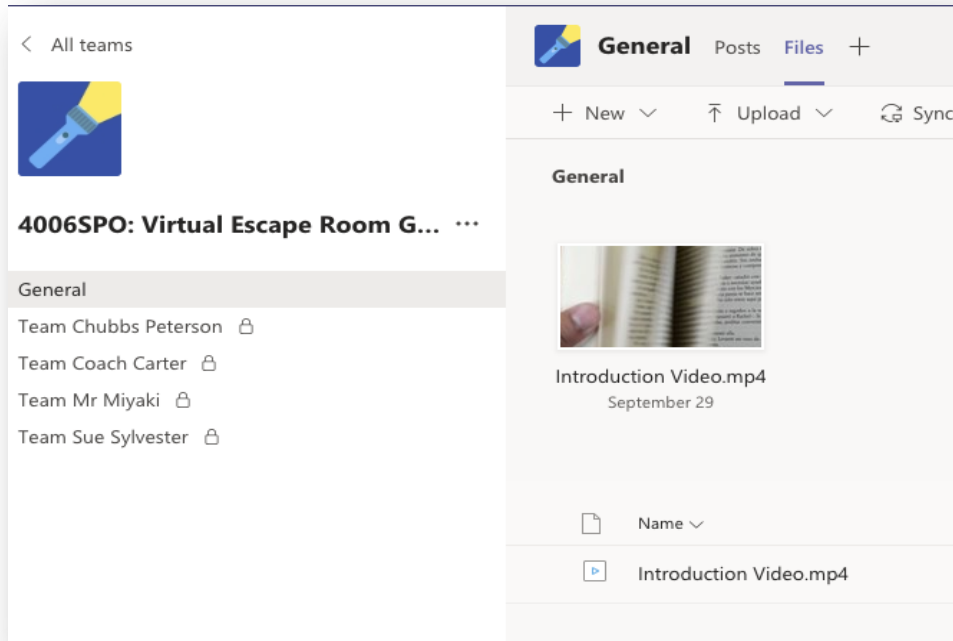 All teams
4006SPO: Virtual Escape Room G... ...
General
Team Chubbs Peterson
Team Coach Carter
Team Mr Miyaki
Team Sue Sylvester
General Posts Files +
+ New Upload Sync
General
Introduction Video.mp4
September 29
Name
Introduction Video.mp4